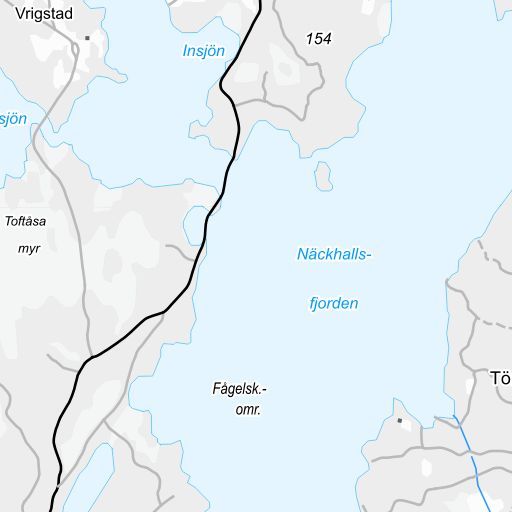 Vrigstad
Insjön
154
sjön
Toftåsa
myr
Näckhalls-
fjorden
Fågelsk.-
omr.
Tö